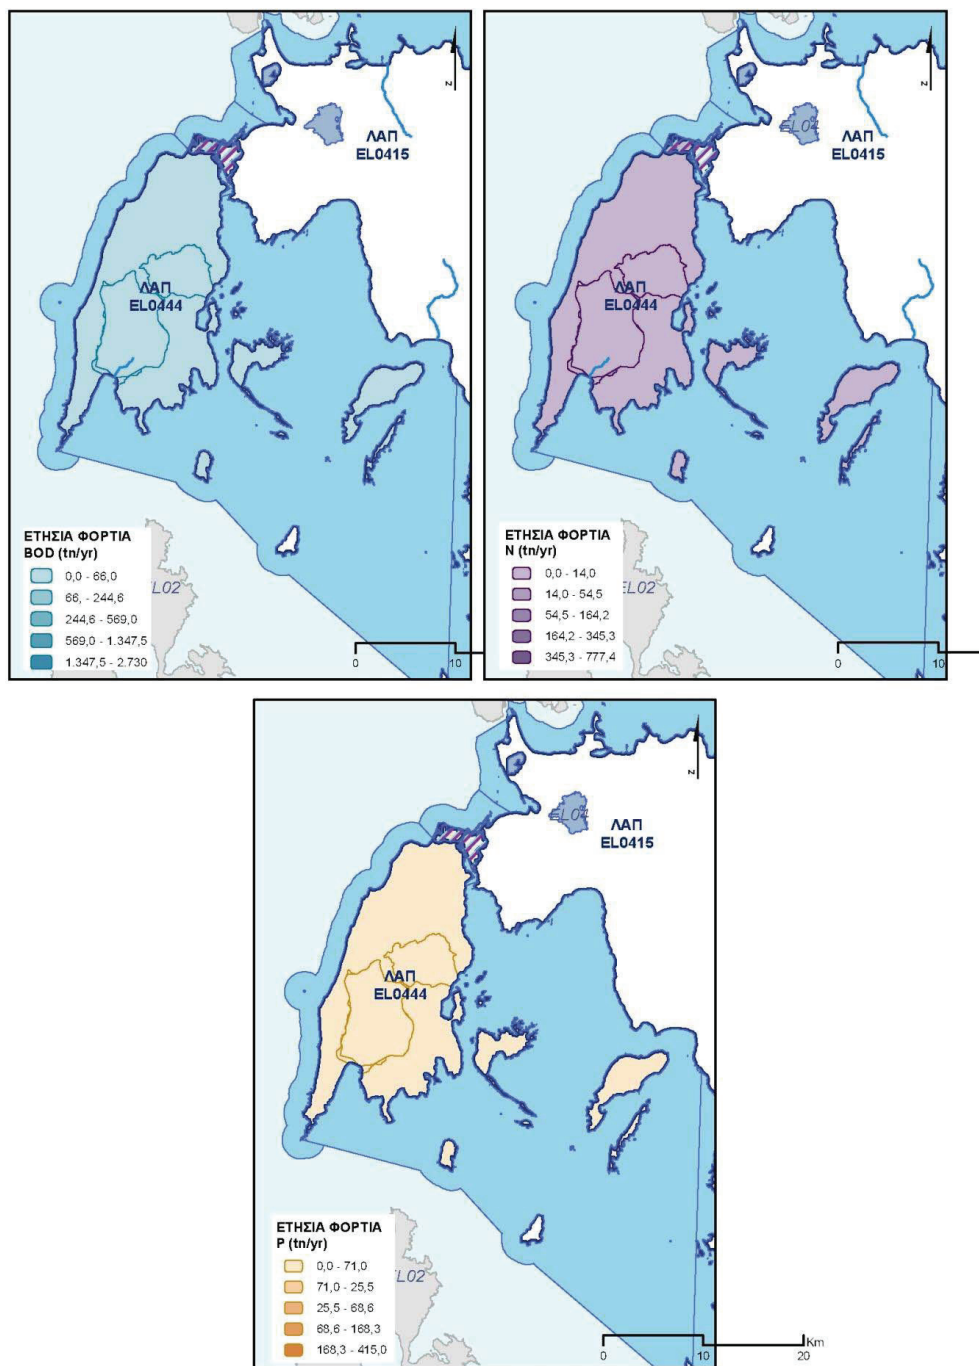 z
EL04
ΛΑΠ
EL0415
ΛΑΠ
EL0415
ΛΑΠ
EL0444
ΛΑΠ
EL0444
ΕΤΗΣΙΑ ΦΟΡΤΙΑ
BOD (tn/yr)
0,0 - 66,0
66,- 244,6
244,6 - 569,0
569,0 - 1.347,5
1.347,5 - 2.730
EL02
0
10
ΕΤΗΣΙΑ ΦΟΡΤΙΑ
N (tn/yr)
0,0 - 14,0
14,0 - 54,5
54,5 - 164,2
164,2 - 345,3
345,3 - 777,4
EL02
0
10
z
EL04
ΛΑΠ
EL0415
ΛΑΠ
EL0444
ΕΤΗΣΙΑ ΦΟΡΤΙΑ
P (tn/yr)
0,0 - 71,0
71,0 - 25,5
25,5 - 68,6
68,6 - 168,3
168,3 - 415,0
EL02
0
10
20
Km